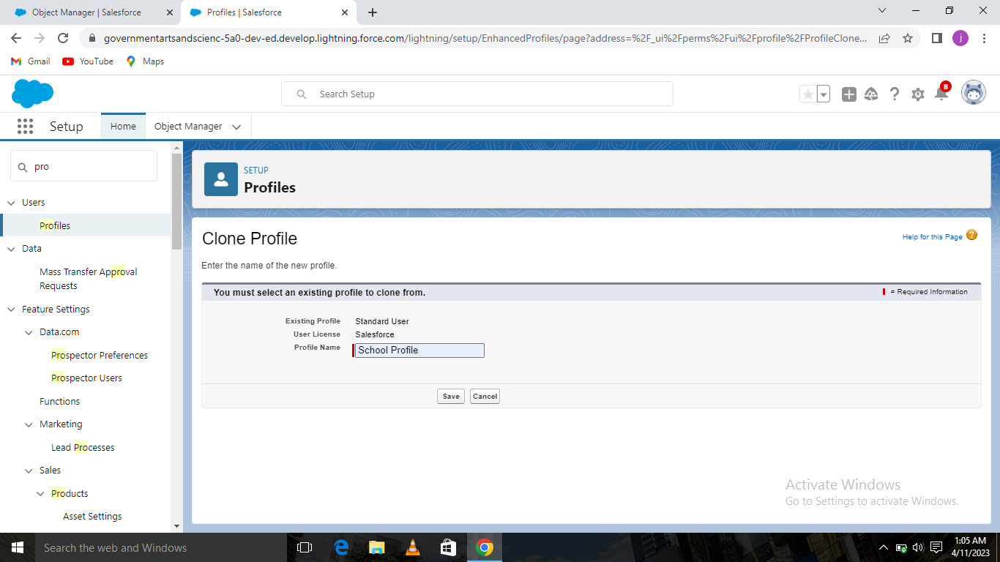 Object Manager | Salesforce
Profiles | Salesforce
governmentartsandscienc-5a0-dev-ed.develop.lightning.force.com/lightning/setup/EnhancedProfiles/page?address=%2F_ui%2Fperms%2Fui%2Fprofile%2FProfileClone...
j
Gmail
YouTube
Maps
Search Setup
8
Setup
Home
Object Manager
pro
Users
Profiles
Data
Mass Transfer Approval
Requests
Feature Settings
Data.com
Prospector Preferences
Prospector Users
Functions
Marketing
Lead Processes
Sales
Products
Asset Settings
SETUP
Profiles
Clone Profile
Help for this Page ?
Enter the name of the new profile.
You must select an existing profile to clone from.
= Required Information
Existing Profile Standard User
User License Salesforce
Profile Name School Profile
Save Cancel
Activate Windows
Go to Settings to activate Windows.
Search the web and Windows
1:05 AM
4/11/2023